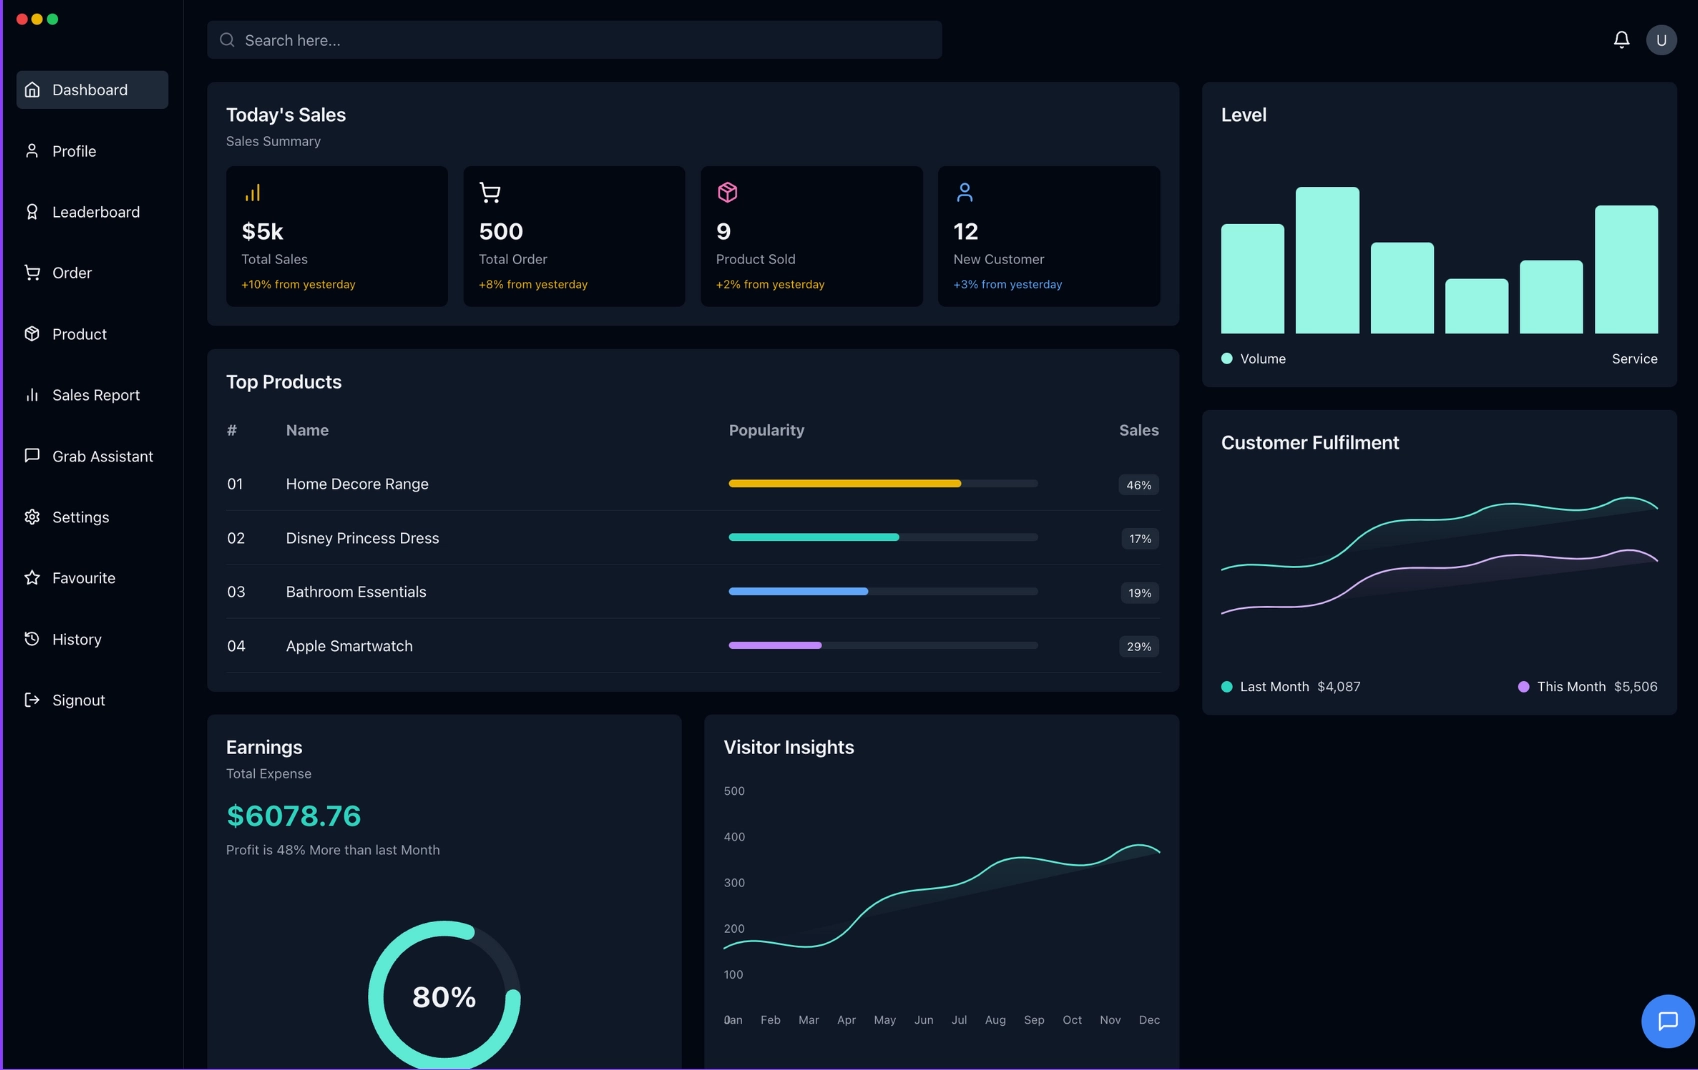 Search here...
U
Dashboard
Profile
Leaderboard
Order
Product
Sales Report
Grab Assistant
Settings
Favourite
History
Signout
Today's Sales
Sales Summary
$5k
Total Sales
+10% from yesterday
500
Total Order
+8% from yesterday
9
Product Sold
+2% from yesterday
12
New Customer
+3% from yesterday
Level
Volume Service
Top Products
# Name Popularity Sales
01 Home Decore Range 46%
02 Disney Princess Dress 17%
03 Bathroom Essentials 19%
04 Apple Smartwatch 29%
Customer Fulfilment
Last Month $4,087 This Month $5,506
Earnings
Total Expense
$6078.76
Profit is 48% More than last Month
80%
Visitor Insights
500
400
300
200
100
0
Jan Feb Mar Apr May Jun Jul Aug Sep Oct Nov Dec